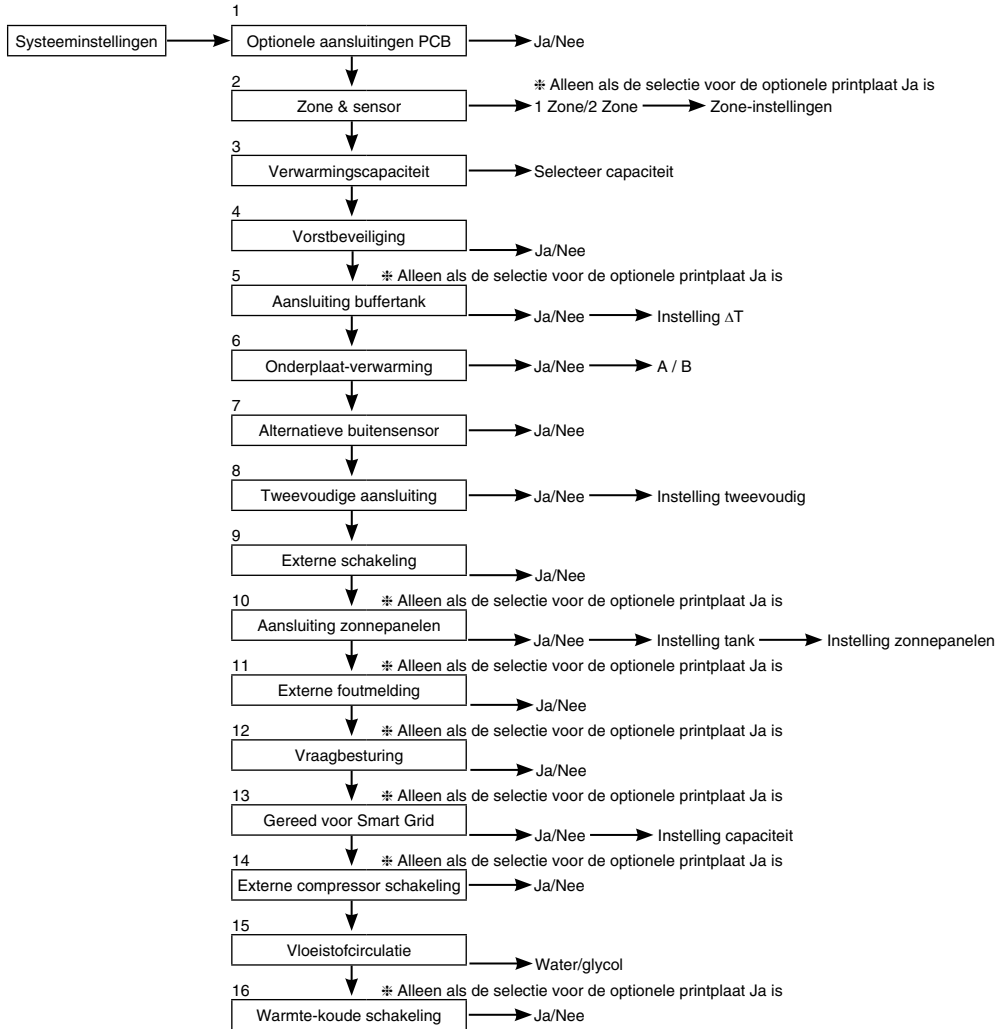 1
Systeeminstellingen Optionele aansluitingen PCB Ja/Nee
2 ⁜ Alleen als de selectie voor de optionele printplaat Ja is
Zone & sensor 1 Zone/2 Zone Zone-instellingen
3
Verwarmingscapaciteit Selecteer capaciteit
4
Vorstbeveiliging
Ja/Nee
5 ⁜ Alleen als de selectie voor de optionele printplaat Ja is
Aansluiting buffertank
Ja/Nee Instelling ΔT
6
Onderplaat-verwarming Ja/Nee A / B
7
Alternatieve buitensensor Ja/Nee
8
Tweevoudige aansluiting Ja/Nee Instelling tweevoudig
9
Externe schakeling
Ja/Nee
10 ⁜ Alleen als de selectie voor de optionele printplaat Ja is
Aansluiting zonnepanelen
Ja/Nee Instelling tank Instelling zonnepanelen
11 ⁜ Alleen als de selectie voor de optionele printplaat Ja is
Externe foutmelding
Ja/Nee
12 ⁜ Alleen als de selectie voor de optionele printplaat Ja is
Vraagbesturing
Ja/Nee
13 ⁜ Alleen als de selectie voor de optionele printplaat Ja is
Gereed voor Smart Grid
Ja/Nee Instelling capaciteit
14 ⁜ Alleen als de selectie voor de optionele printplaat Ja is
Externe compressor schakeling Ja/Nee
15
Vloeistofcirculatie
Water/glycol
16 ⁜ Alleen als de selectie voor de optionele printplaat Ja is
Warmte-koude schakeling Ja/Nee